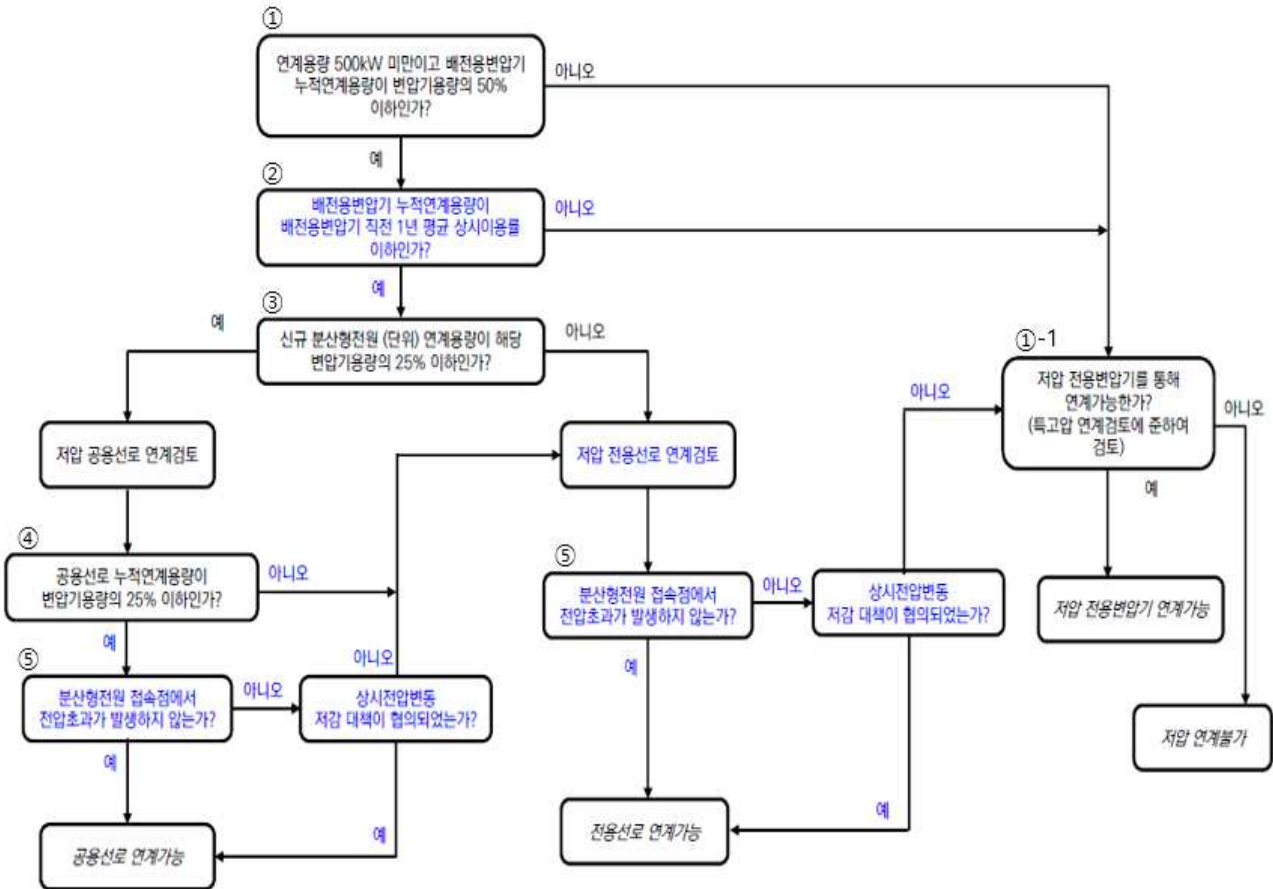 ①
연계용량 500kW 미만이고 배전용변압기
누적연계용량이 변압기용량의 50%
이하인가?
아니오
예
②
배전용변압기 누적연계용량이
배전용변압기 직전 1년 평균 상시이용률
이하인가?
아니오
예
③
신규 분산형전원 (단위) 연계용량이 해당
변압기용량의 25% 이하인가?
예
아니오
①-1
저압 전용변압기를 통해
연계가능한가?
(특고압 연계검토에 준하여
검토)
아니오
아니오
예
저압 공용선로 연계검토
저압 전용선로 연계검토
④
공용선로 누적연계용량이
변압기용량의 25% 이하인가?
아니오
예
⑤
분산형전원 접속점에서
전압초과가 발생하지 않는가?
아니오
상시전압변동
저감 대책이 협의되었는가?
저압 전용변압기 연계가능
예
⑤
분산형전원 접속점에서
전압초과가 발생하지 않는가?
아니오
상시전압변동
저감 대책이 협의되었는가?
아니오
저압 연계불가
예
예
예
공용선로 연계가능
전용선로 연계가능